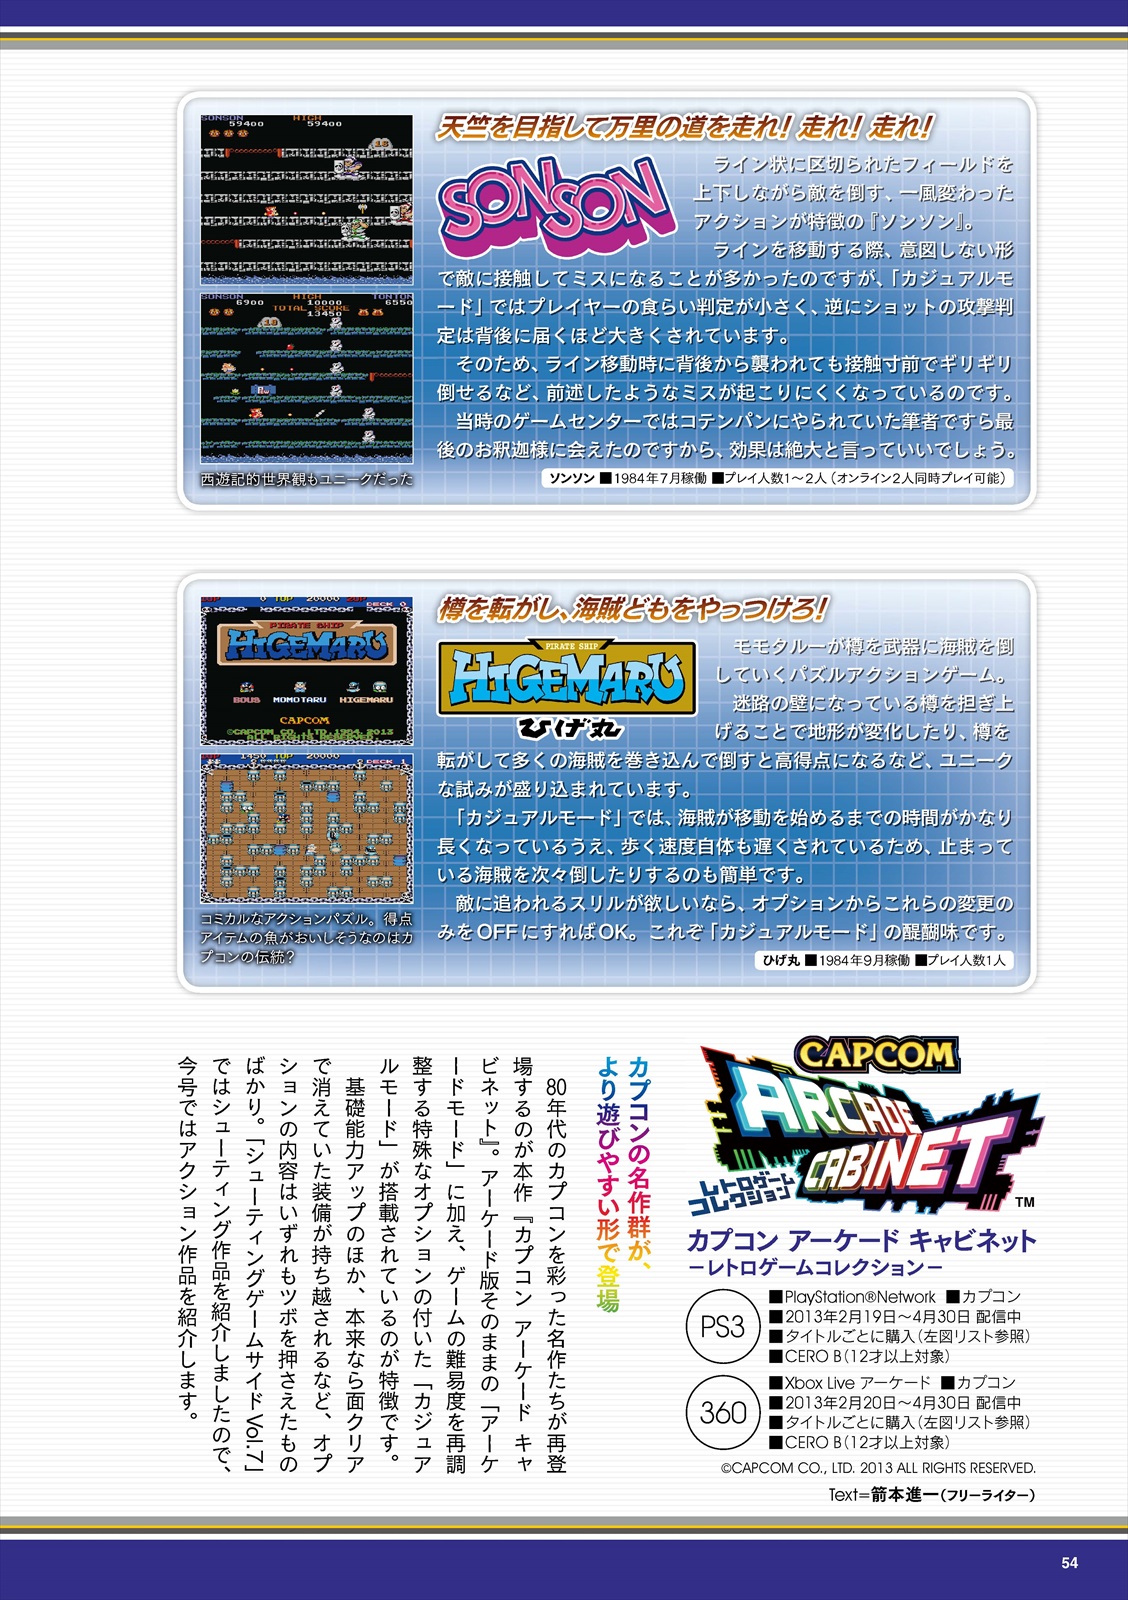 天竺を目指して万里の道を走れ！ 走れ！ 走れ！
SONSON
ライン状に区切られたフィールドを
上下しながら敵を倒す、一風変わった
アクションが特徴の『ソンソン』。
ラインを移動する際、意図しない形
で敵に接触してミスになることが多かったのですが、「カジュアルモ
ード」ではプレイヤーの食らい判定が小さく、逆にショットの攻撃判
定は背後に届くほど大きくされています。
そのため、ライン移動時に背後から襲われても接触寸前でギリギリ
倒せるなど、前述したようなミスが起こりにくくなっているのです。
当時のゲームセンターではコテンパンにやられていた筆者ですら最
後のお釈迦様に会えたのですから、効果は絶大と言っていいでしょう。
ソンソン ■1984年7月稼働 ■プレイ人数1～2人（オンライン2人同時プレイ可能）
SONSON HIGH
59400 59400
SONSON HIGH TONTON
6900 10000 6550
TOTAL SCORE
13450
西遊記的世界観もユニークだった
樽を転がし、海賊どもをやっつけろ！
PIRATE SHIP
HIGEMARU
ひげ丸
モモタルーが樽を武器に海賊を倒
していくパズルアクションゲーム。
迷路の壁になっている樽を担ぎ上
げることで地形が変化したり、樽を
転がして多くの海賊を巻き込んで倒すと高得点になるなど、ユニーク
な試みが盛り込まれています。
「カジュアルモード」では、海賊が移動を始めるまでの時間がかなり
長くなっているうえ、歩く速度自体も遅くされているため、止まって
いる海賊を次々倒したりするのも簡単です。
敵に追われるスリルが欲しいなら、オプションからこれらの変更の
みをOFFにすればOK。これぞ「カジュアルモード」の醍醐味です。
ひげ丸 ■1984年9月稼働 ■プレイ人数1人
0 TOP 20000 2UP
DECK 0
PIRATE SHIP
HIGEMARU
BOUS MOMOTARU HIGEMARU
CAPCOM
©CAPCOM CO.,LTD.1984,2013
ALL RIGHTS RESERVED
1450 TOP 20000
DECK 1
コミカルなアクションパズル。得点
アイテムの魚がおいしそうなのはカ
プコンの伝統？
CAPCOM
ARCADE
CABINET
レトロゲーム
コレクション
TM
カプコン アーケード キャビネット
－レトロゲームコレクション－
PS3
■PlayStation®Network ■カプコン
■2013年2月19日～4月30日 配信中
■タイトルごとに購入（左図リスト参照）
■CERO B（12才以上対象）
360
■Xbox Live アーケード ■カプコン
■2013年2月20日～4月30日 配信中
■タイトルごとに購入（左図リスト参照）
■CERO B（12才以上対象）
©CAPCOM CO., LTD. 2013 ALL RIGHTS RESERVED.
Text=箭本進一（フリーライター）
カプコンの名作群が、
より遊びやすい形で登場
80年代のカプコンを彩った名作たちが再登
場するのが本作『カプコン アーケード キャ
ビネット』。アーケード版そのままの「アーケ
ードモード」に加え、ゲームの難易度を再調
整する特殊なオプションの付いた「カジュア
ルモード」が搭載されているのが特徴です。
基礎能力アップのほか、本来なら面クリア
で消えていた装備が持ち越されるなど、オプ
ションの内容はいずれもツボを押さえたもの
ばかり。「シューティングゲームサイドVol.7」
ではシューティング作品を紹介しましたので、
今号ではアクション作品を紹介します。
54